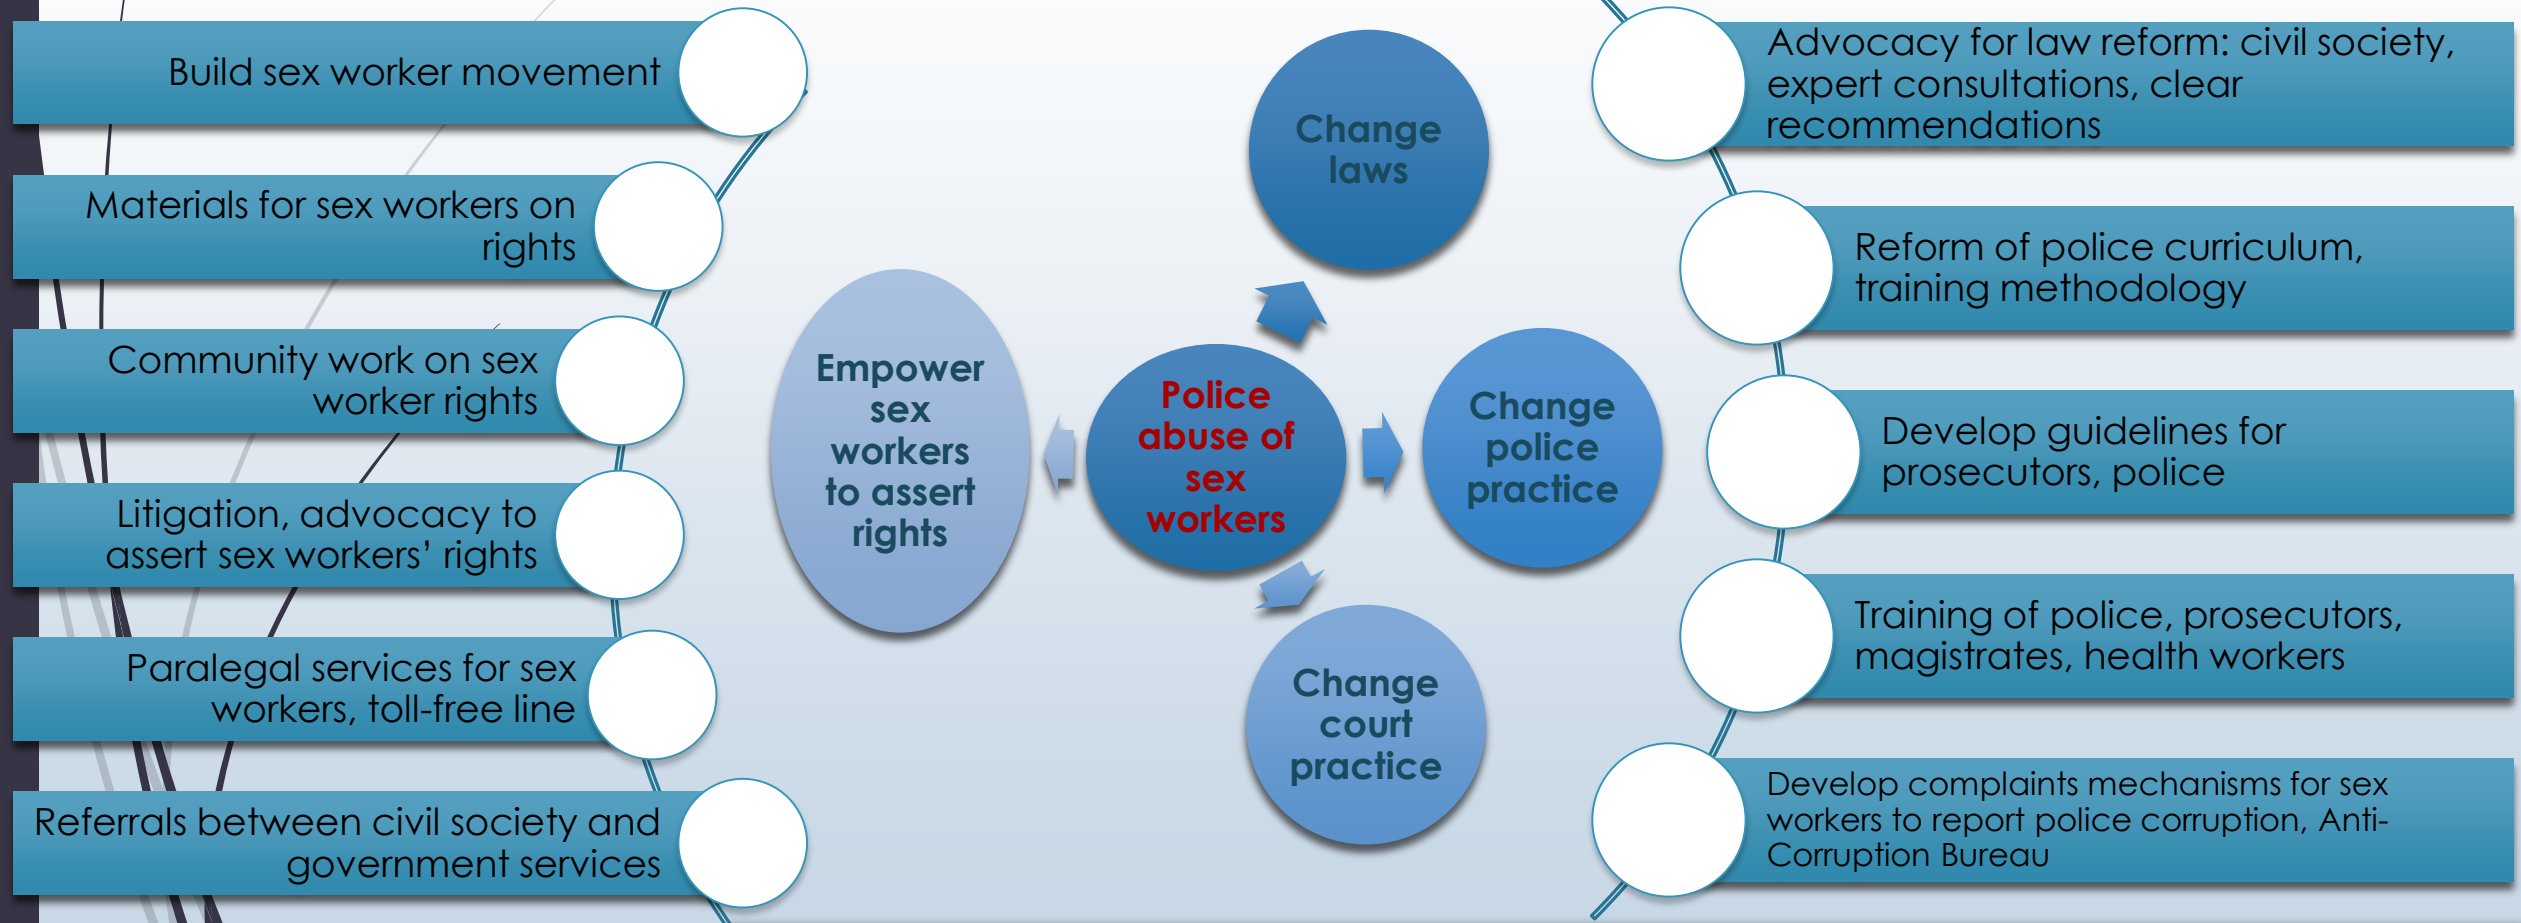 Build sex worker movement
Materials for sex workers on
rights
Community work on sex
worker rights
Litigation, advocacy to
assert sex workers’ rights
Paralegal services for sex
workers, toll-free line
Referrals between civil society and
government services
Empower
sex
workers
to assert
rights
Police
abuse of
sex
workers
Change
laws
Change
police
practice
Change
court
practice
Advocacy for law reform: civil society,
expert consultations, clear
recommendations
Reform of police curriculum,
training methodology
Develop guidelines for
prosecutors, police
Training of police, prosecutors,
magistrates, health workers
Develop complaints mechanisms for sex
workers to report police corruption, Anti-
Corruption Bureau